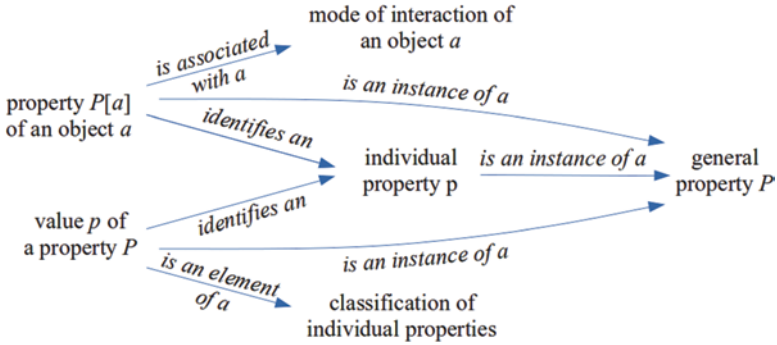 mode of interaction of
an object a
is associated
with a
is an instance of a
property P[a]
of an object a
identifies an
individual
property p
is an instance of a
general
property P
value p of
a property P
identifies an
is an instance of a
is an element
of a
classification of
individual properties